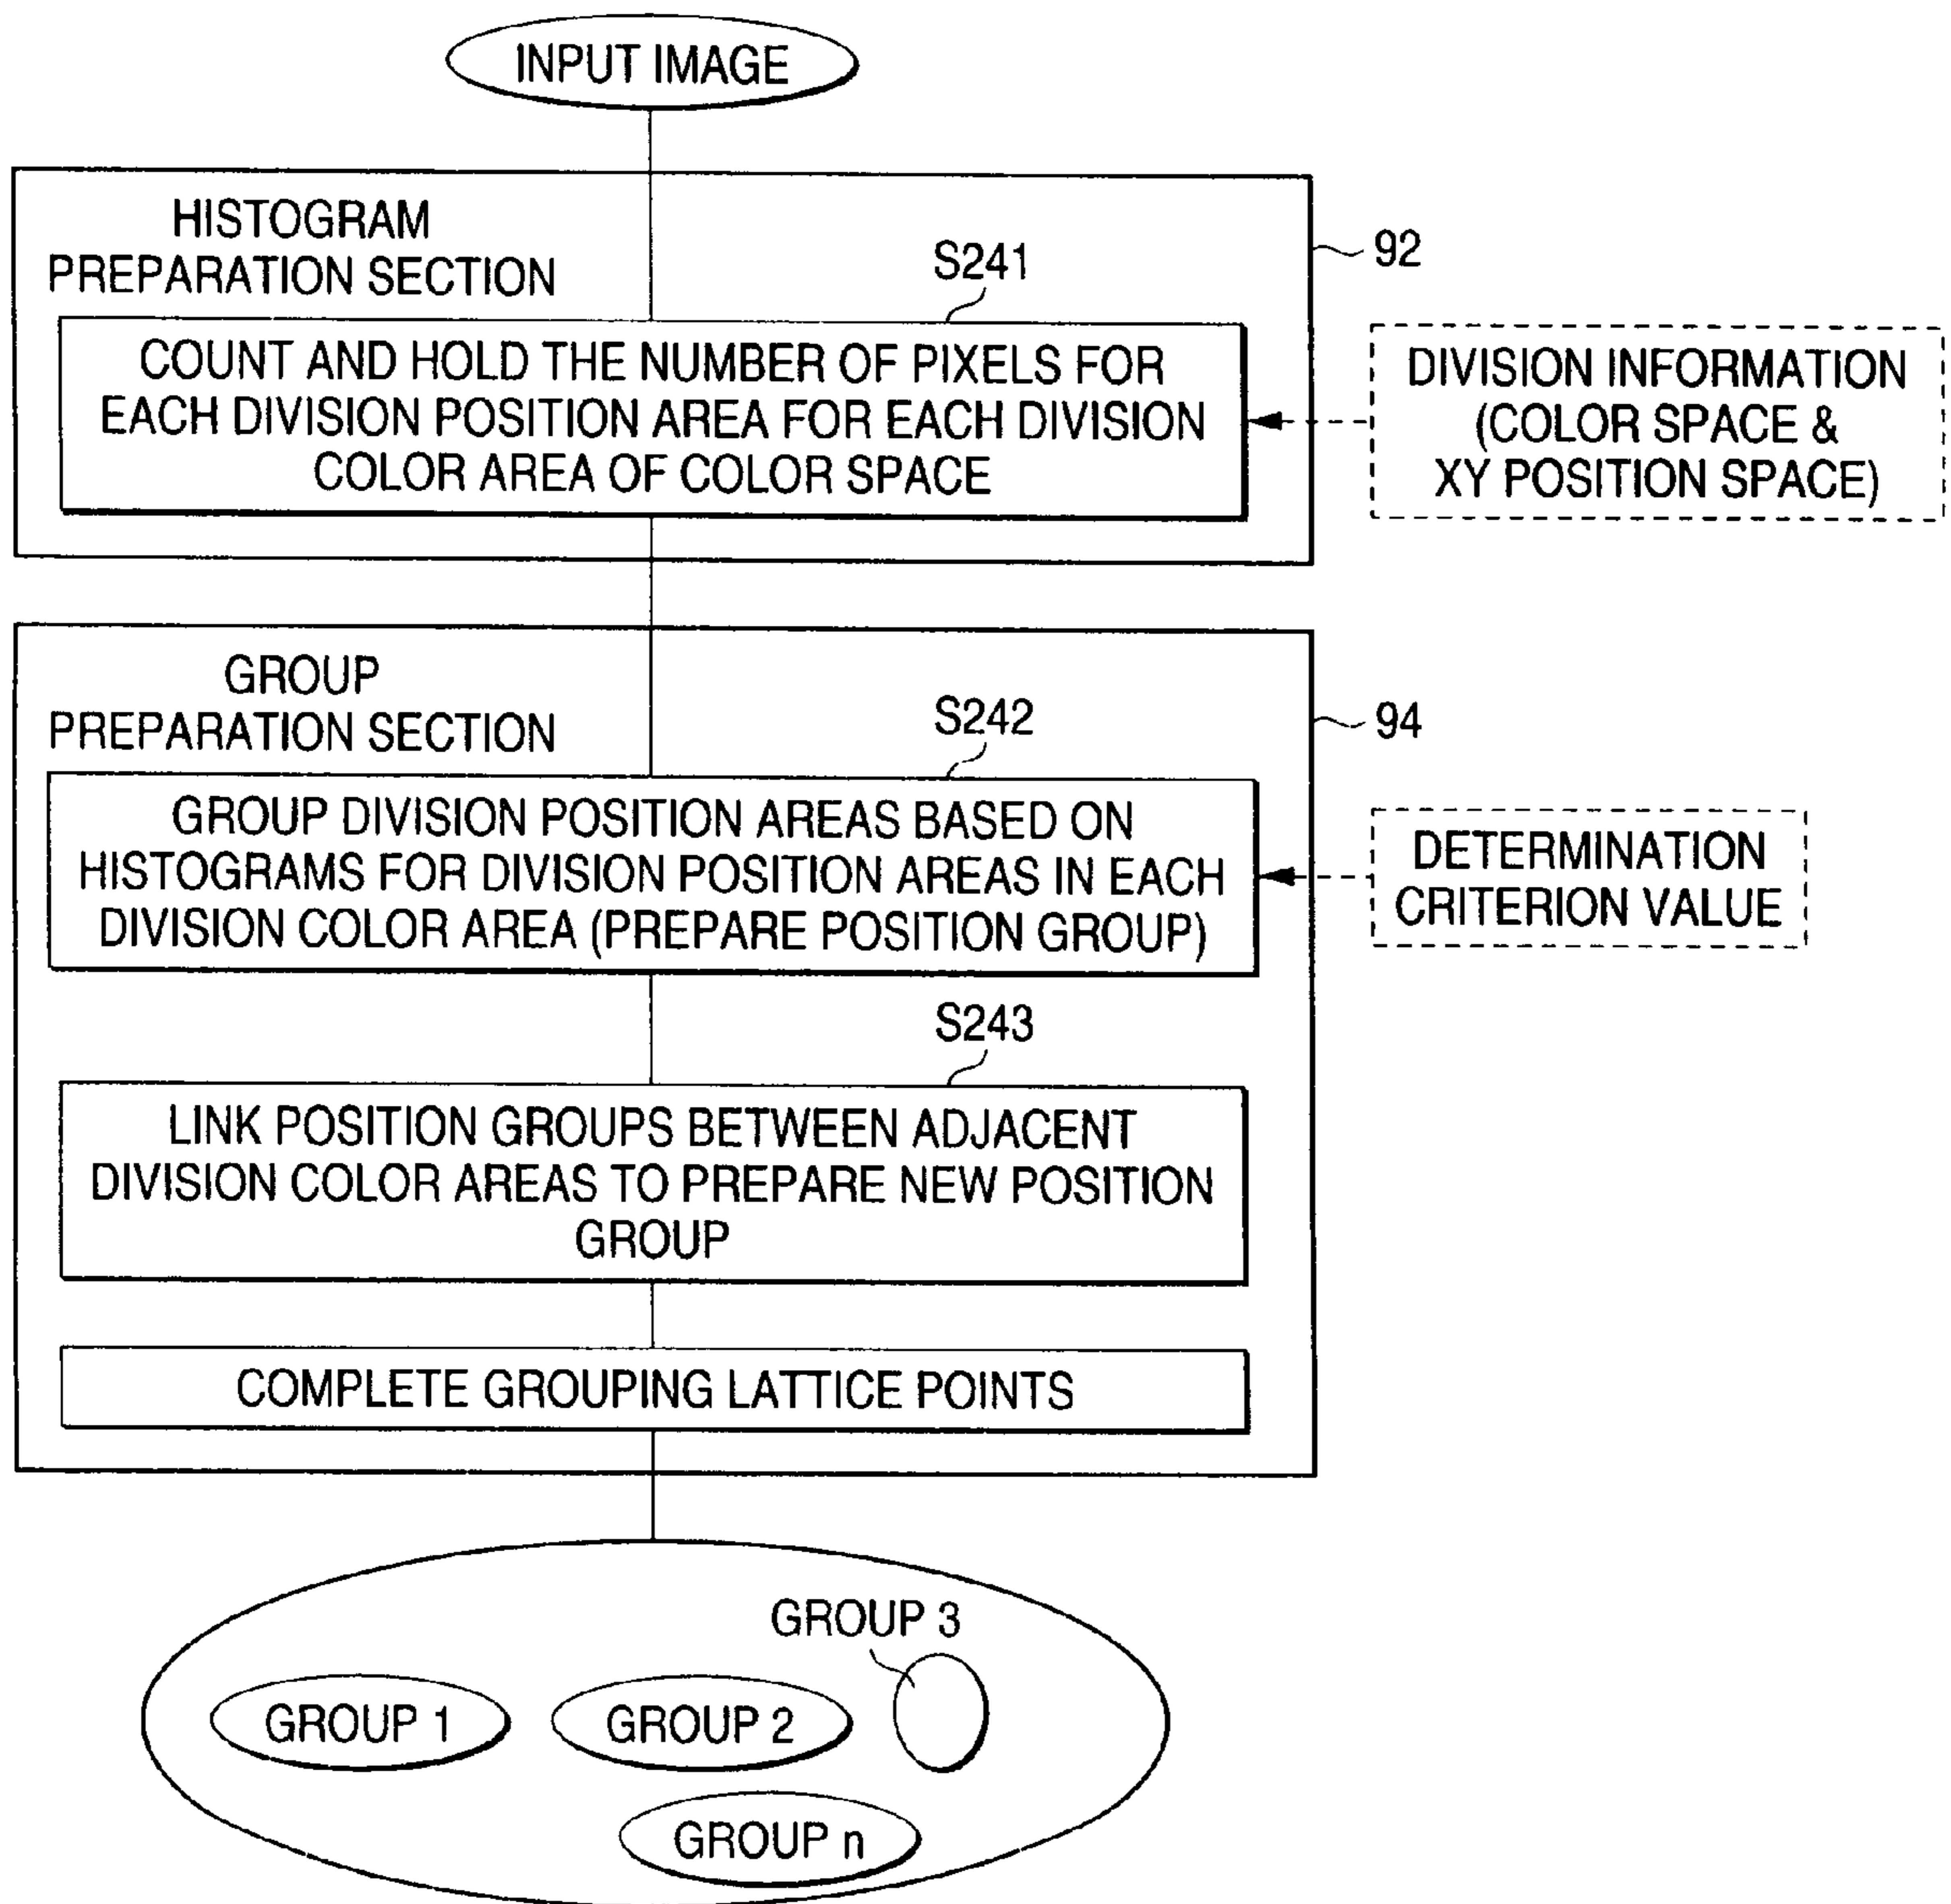 INPUT IMAGE
HISTOGRAM
PREPARATION SECTION
92
S241
COUNT AND HOLD THE NUMBER OF PIXELS FOR
EACH DIVISION POSITION AREA FOR EACH DIVISION
COLOR AREA OF COLOR SPACE
DIVISION INFORMATION
(COLOR SPACE &
XY POSITION SPACE)
GROUP
PREPARATION SECTION
94
S242
GROUP DIVISION POSITION AREAS BASED ON
HISTOGRAMS FOR DIVISION POSITION AREAS IN EACH
DIVISION COLOR AREA (PREPARE POSITION GROUP)
DETERMINATION
CRITERION VALUE
S243
LINK POSITION GROUPS BETWEEN ADJACENT
DIVISION COLOR AREAS TO PREPARE NEW POSITION
GROUP
COMPLETE GROUPING LATTICE POINTS
GROUP 3
GROUP 1
GROUP 2
GROUP n